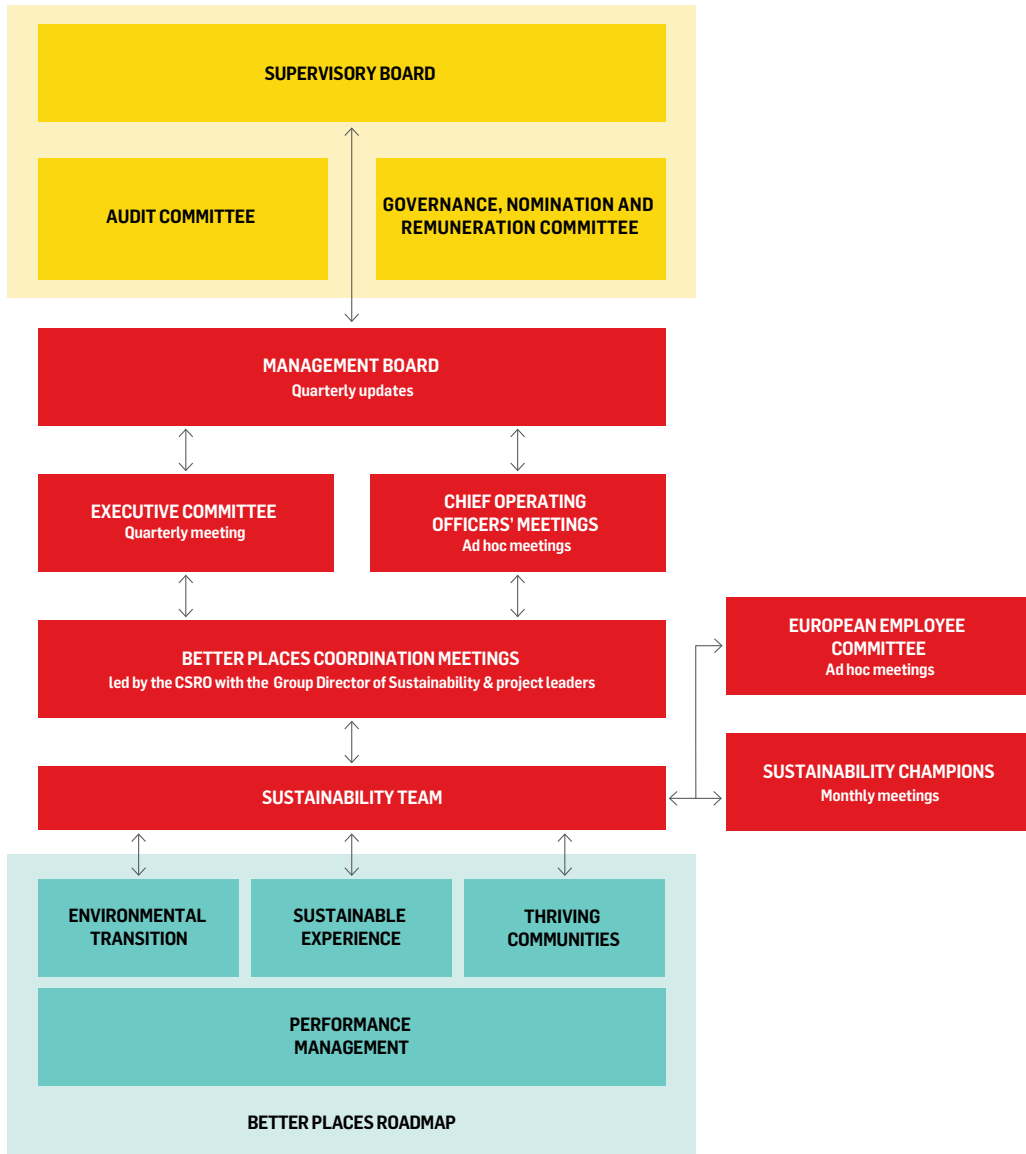 SUPERVISORY BOARD
AUDIT COMMITTEE
GOVERNANCE, NOMINATION AND
REMUNERATION COMMITTEE
MANAGEMENT BOARD
Quarterly updates
EXECUTIVE COMMITTEE
Quarterly meeting
CHIEF OPERATING
OFFICERS' MEETINGS
Ad hoc meetings
BETTER PLACES COORDINATION MEETINGS
led by the CSRO with the Group Director of Sustainability & project leaders
EUROPEAN EMPLOYEE
COMMITTEE
Ad hoc meetings
SUSTAINABILITY TEAM
SUSTAINABILITY CHAMPIONS
Monthly meetings
ENVIRONMENTAL
TRANSITION
SUSTAINABLE
EXPERIENCE
THRIVING
COMMUNITIES
PERFORMANCE
MANAGEMENT
BETTER PLACES ROADMAP